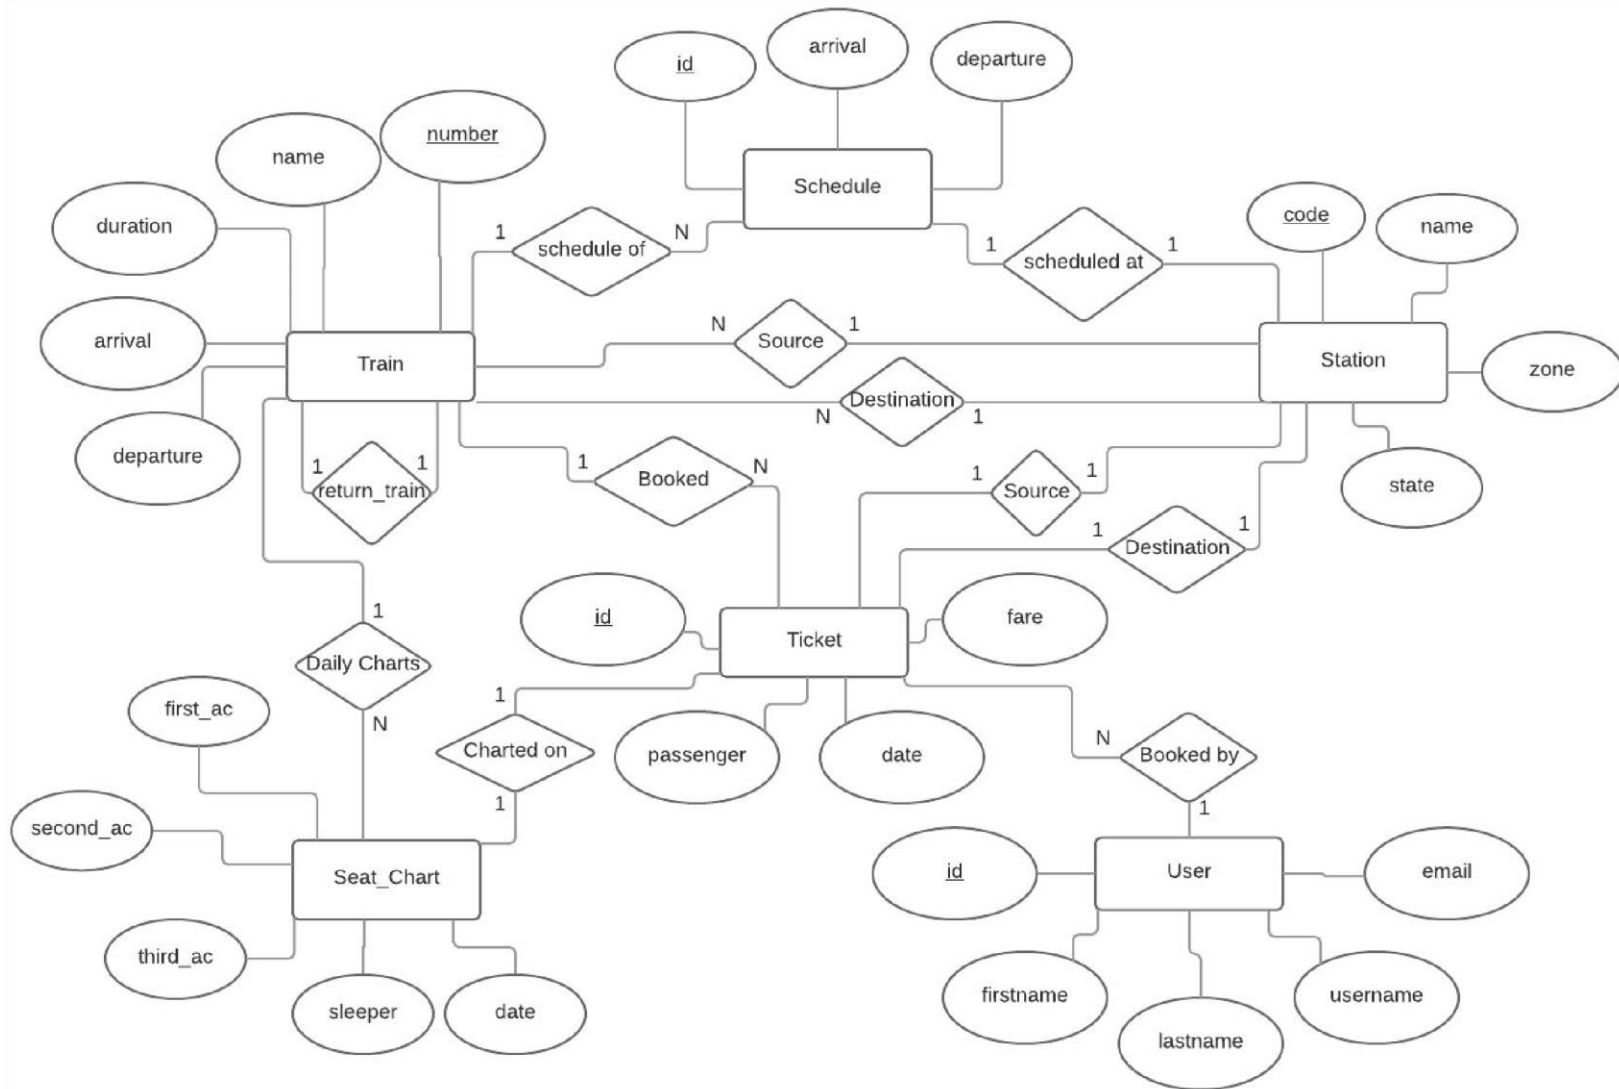 arrival
id
departure
number
name
Schedule
code
name
duration
1
schedule of
N
1
scheduled at
1
N
Source
1
arrival
Train
Station
zone
Destination
N
1
departure
1
return_train
1
1
Booked
N
1
Source
1
state
1
Destination
1
id
fare
1
Ticket
Daily Charts
first_ac
N
1
Charted on
1
passenger
date
N
Booked by
1
second_ac
Seat_Chart
id
User
email
third_ac
sleeper
date
firstname
lastname
username